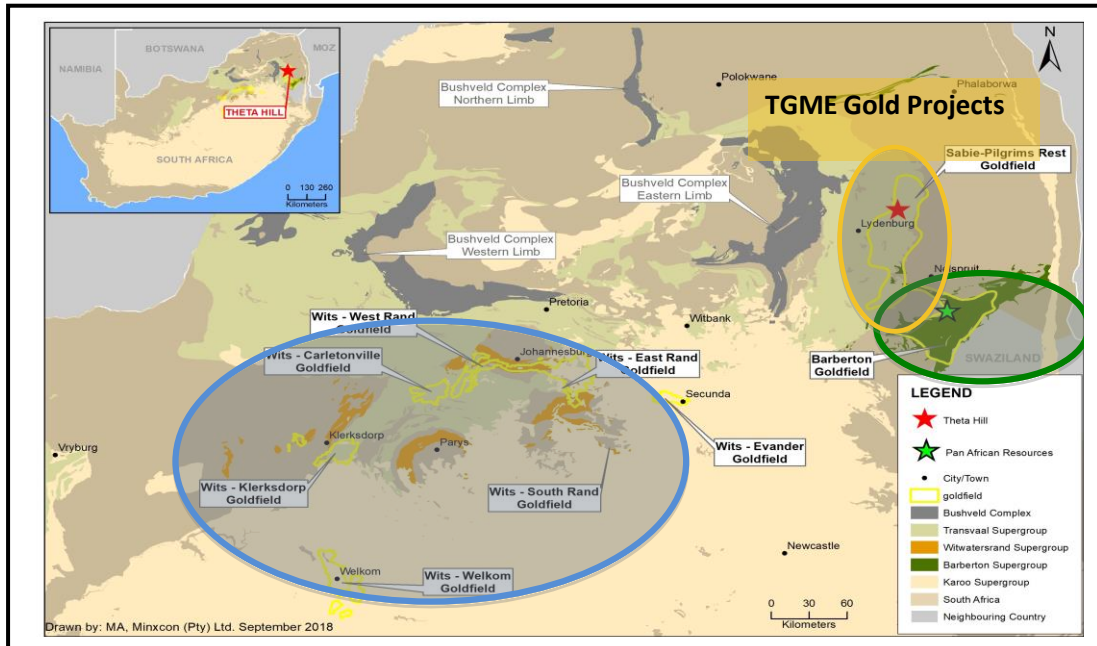 BOTSWANA
MOZ
NAMIBIA
THETA HILL
SOUTH AFRICA
0 130 260
Kilometers
N
Bushveld Complex
Northern Limb
Polokwane
Phalaborwa
TGME Gold Projects
Sabie-Pilgrims Rest
Goldfield
Bushveld Complex
Eastern Limb
Lydenburg
Bushveld Complex
Western Limb
Nelspruit
Pretoria
Witbank
Wits - West Rand
Goldfield
Johannesburg
Wits - Carletonville
Goldfield
Wits - East Rand
Goldfield
Barberton
Goldfield
SWAZILAND
Secunda
Klerksdorp
Parys
Vryburg
Wits - Evander
Goldfield
Wits - Klerksdorp
Goldfield
Wits - South Rand
Goldfield
Newcastle
Welkom
Wits - Welkom
Goldfield
0 30 60
Kilometers
LEGEND
Theta Hill
Pan African Resources
City/Town
goldfield
Bushveld Complex
Transvaal Supergroup
Witwatersrand Supergroup
Barberton Supergroup
Karoo Supergroup
South Africa
Neighbouring Country
Drawn by: MA, Minxcon (Pty) Ltd. September 2018